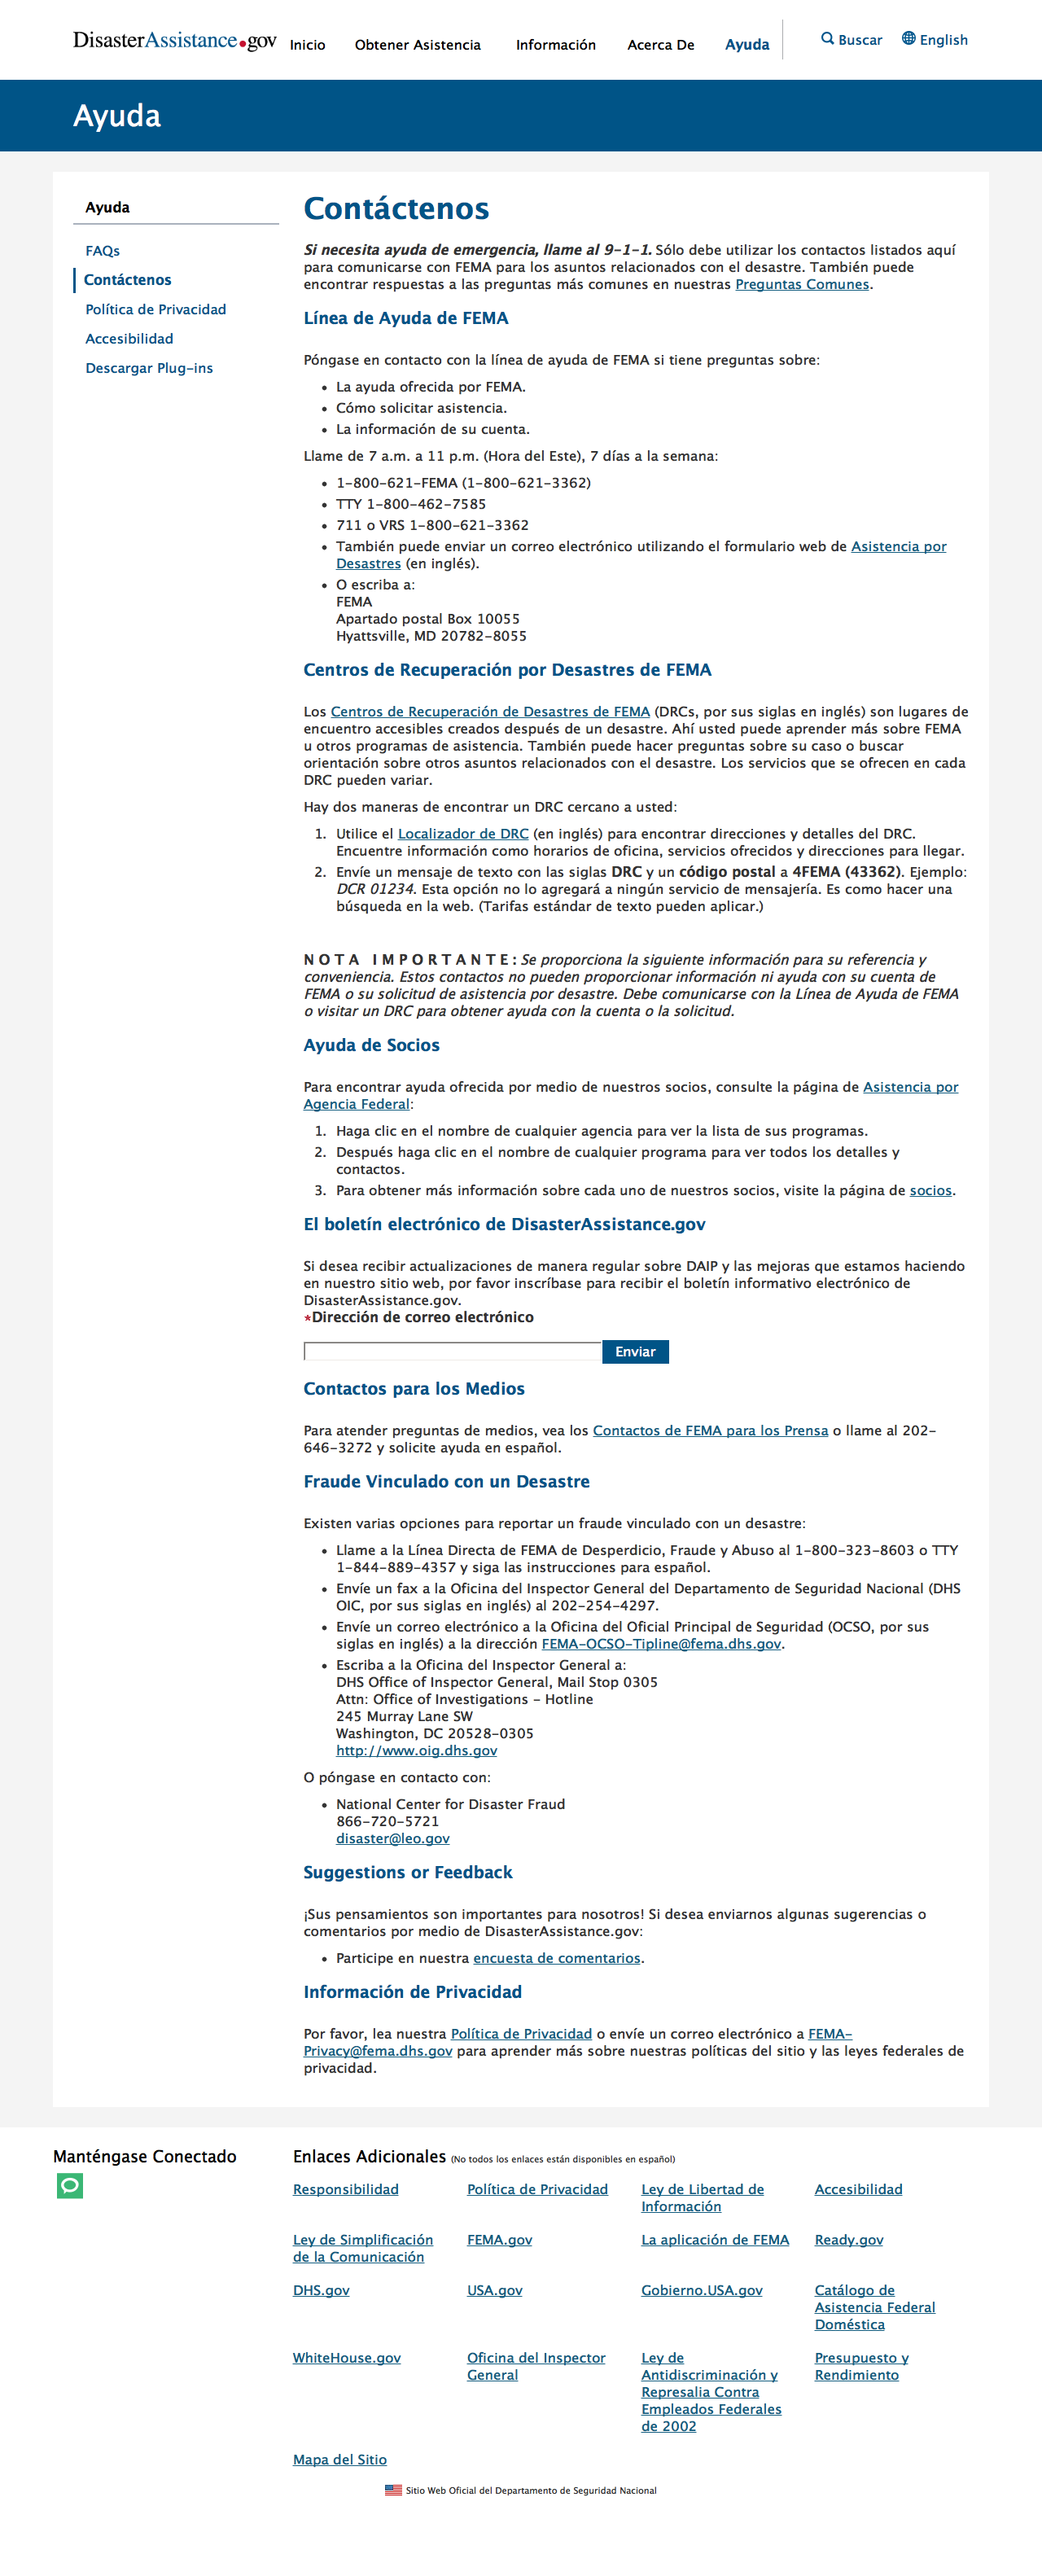 DisasterAssistance.gov
Inicio
Obtener Asistencia
Información
Acerca De
Ayuda
Buscar
English
Ayuda
Ayuda
FAQs
Contáctenos
Política de Privacidad
Accesibilidad
Descargar Plug-ins
Contáctenos
Si necesita ayuda de emergencia, llame al 9-1-1. Sólo debe utilizar los contactos listados aquí
para comunicarse con FEMA para los asuntos relacionados con el desastre. También puede
encontrar respuestas a las preguntas más comunes en nuestras Preguntas Comunes.
Línea de Ayuda de FEMA
Póngase en contacto con la línea de ayuda de FEMA si tiene preguntas sobre:
• La ayuda ofrecida por FEMA.
• Cómo solicitar asistencia.
• La información de su cuenta.
Llame de 7 a.m. a 11 p.m. (Hora del Este), 7 días a la semana:
• 1-800-621-FEMA (1-800-621-3362)
• TTY 1-800-462-7585
• 711 o VRS 1-800-621-3362
• También puede enviar un correo electrónico utilizando el formulario web de Asistencia por
Desastres (en inglés).
• O escriba a:
FEMA
Apartado postal Box 10055
Hyattsville, MD 20782-8055
Centros de Recuperación por Desastres de FEMA
Los Centros de Recuperación de Desastres de FEMA (DRCs, por sus siglas en inglés) son lugares de
encuentro accesibles creados después de un desastre. Ahí usted puede aprender más sobre FEMA
u otros programas de asistencia. También puede hacer preguntas sobre su caso o buscar
orientación sobre otros asuntos relacionados con el desastre. Los servicios que se ofrecen en cada
DRC pueden variar.
Hay dos maneras de encontrar un DRC cercano a usted:
1. Utilice el Localizador de DRC (en inglés) para encontrar direcciones y detalles del DRC.
Encuentre información como horarios de oficina, servicios ofrecidos y direcciones para llegar.
2. Envíe un mensaje de texto con las siglas DRC y un código postal a 4FEMA (43362). Ejemplo:
DCR 01234. Esta opción no lo agregará a ningún servicio de mensajería. Es como hacer una
búsqueda en la web. (Tarifas estándar de texto pueden aplicar.)
NOTA IMPORTANTE: Se proporciona la siguiente información para su referencia y
conveniencia. Estos contactos no pueden proporcionar información ni ayuda con su cuenta de
FEMA o su solicitud de asistencia por desastre. Debe comunicarse con la Línea de Ayuda de FEMA
o visitar un DRC para obtener ayuda con la cuenta o la solicitud.
Ayuda de Socios
Para encontrar ayuda ofrecida por medio de nuestros socios, consulte la página de Asistencia por
Agencia Federal:
1. Haga clic en el nombre de cualquier agencia para ver la lista de sus programas.
2. Después haga clic en el nombre de cualquier programa para ver todos los detalles y
contactos.
3. Para obtener más información sobre cada uno de nuestros socios, visite la página de socios.
El boletín electrónico de DisasterAssistance.gov
Si desea recibir actualizaciones de manera regular sobre DAIP y las mejoras que estamos haciendo
en nuestro sitio web, por favor inscríbase para recibir el boletín informativo electrónico de
DisasterAssistance.gov.
*Dirección de correo electrónico
Enviar
Contactos para los Medios
Para atender preguntas de medios, vea los Contactos de FEMA para los Prensa o llame al 202-
646-3272 y solicite ayuda en español.
Fraude Vinculado con un Desastre
Existen varias opciones para reportar un fraude vinculado con un desastre:
• Llame a la Línea Directa de FEMA de Desperdicio, Fraude y Abuso al 1-800-323-8603 o TTY
1-844-889-4357 y siga las instrucciones para español.
• Envíe un fax a la Oficina del Inspector General del Departamento de Seguridad Nacional (DHS
OIC, por sus siglas en inglés) al 202-254-4297.
• Envíe un correo electrónico a la Oficina del Oficial Principal de Seguridad (OCSO, por sus
siglas en inglés) a la dirección FEMA-OCSO-Tipline@fema.dhs.gov.
• Escriba a la Oficina del Inspector General a:
DHS Office of Inspector General, Mail Stop 0305
Attn: Office of Investigations - Hotline
245 Murray Lane SW
Washington, DC 20528-0305
http://www.oig.dhs.gov
O póngase en contacto con:
• National Center for Disaster Fraud
866-720-5721
disaster@leo.gov
Suggestions or Feedback
¡Sus pensamientos son importantes para nosotros! Si desea enviarnos algunas sugerencias o
comentarios por medio de DisasterAssistance.gov:
• Participe en nuestra encuesta de comentarios.
Información de Privacidad
Por favor, lea nuestra Política de Privacidad o envíe un correo electrónico a FEMA-
Privacy@fema.dhs.gov para aprender más sobre nuestras políticas del sitio y las leyes federales de
privacidad.
Manténgase Conectado
Enlaces Adicionales (No todos los enlaces están disponibles en español)
Responsibilidad
Política de Privacidad
Ley de Libertad de
Información
Accesibilidad
Ley de Simplificación
de la Comunicación
FEMA.gov
La aplicación de FEMA
Ready.gov
DHS.gov
USA.gov
Gobierno.USA.gov
Catálogo de
Asistencia Federal
Doméstica
WhiteHouse.gov
Oficina del Inspector
General
Ley de
Antidiscriminación y
Represalia Contra
Empleados Federales
de 2002
Presupuesto y
Rendimiento
Mapa del Sitio
Sitio Web Oficial del Departamento de Seguridad Nacional